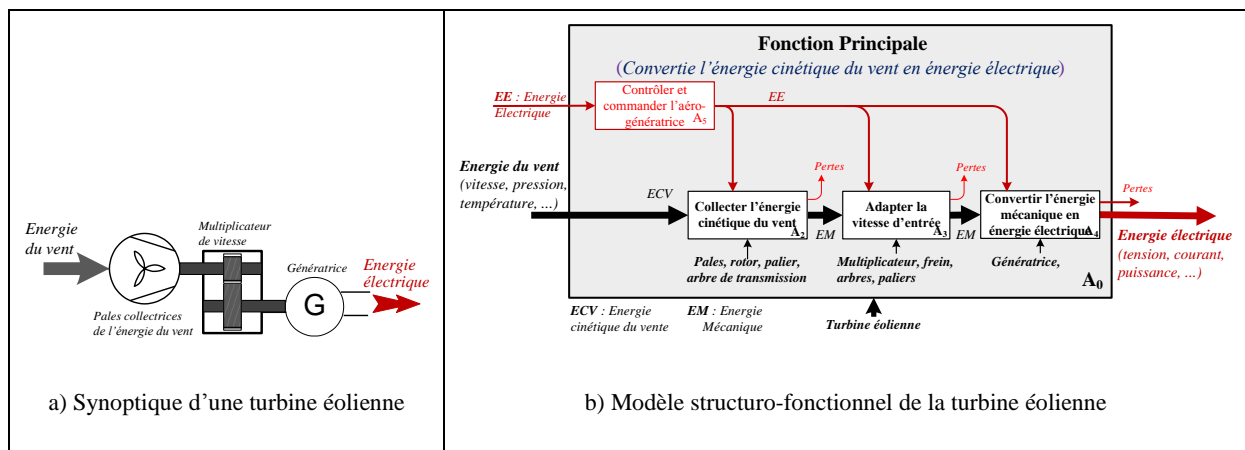 Energie
du vent
Multiplicateur
de vitesse
Génératrice
Energie
électrique
G
Pales collectrices
de l'énergie du vent
a) Synoptique d'une turbine éolienne
Fonction Principale
(Convertie l'énergie cinétique du vent en énergie électrique)
EE : Energie
Electrique
Contrôler et
commander l'aéro-
génératrice A5
EE
Energie du vent
(vitesse, pression,
température, ...)
ECV
Collecter l'énergie
cinétique du vent A2
Pertes
EM
Adapter la
vitesse d'entrée A3
Pertes
EM
Convertir l'énergie
mécanique en
énergie électrique A4
Pertes
Energie électrique
(tension, courant,
puissance, ...)
Pales, rotor, palier,
arbre de transmission
Multiplicateur, frein,
arbres, paliers
Génératrice,
A0
ECV : Energie
cinétique du vente
EM : Energie
Mécanique
Turbine éolienne
b) Modèle structuro-fonctionnel de la turbine éolienne